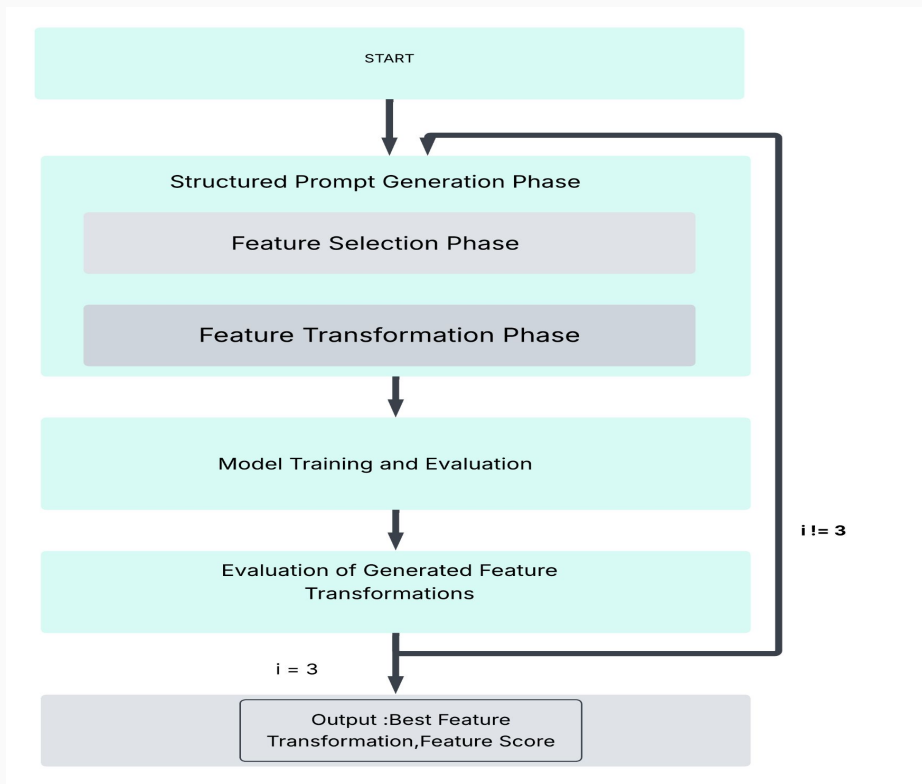 START
Structured Prompt Generation Phase
Feature Selection Phase
Feature Transformation Phase
Model Training and Evaluation
i != 3
Evaluation of Generated Feature
Transformations
i = 3
Output :Best Feature
Transformation,Feature Score